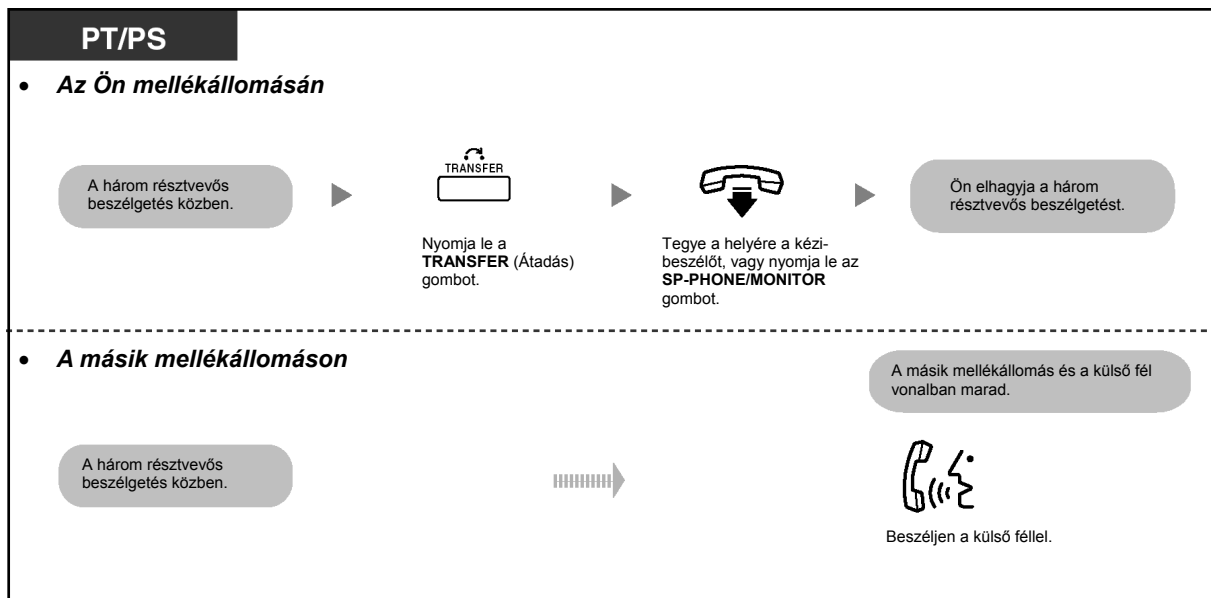 PT/PS
• Az Ön mellékállomásán
A három résztvevős
beszélgetés közben.
TRANSFER
Nyomja le a
TRANSFER (Átadás)
gombot.
Tegye a helyére a kézi-
beszélőt, vagy nyomja le az
SP-PHONE/MONITOR
gombot.
Ön elhagyja a három
résztvevős beszélgetést.
• A másik mellékállomáson
A három résztvevős
beszélgetés közben.
A másik mellékállomás és a külső fél
vonalban marad.
Beszéljen a külső féllel.